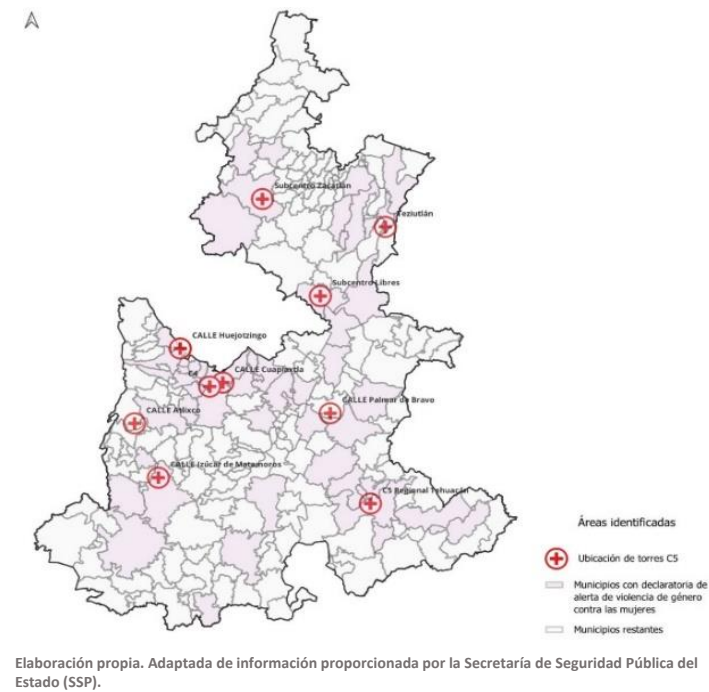 Subcentro Zacatlán
Teziutlán
Subcentro Libres
CALLE Huejotzingo
CALLE Cuapiaxtla
CALLE Palmar de Bravo
CALLE Atlixco
CALLE Izúcar de Matamoros
C5 Regional Tehuacán
Áreas identificadas
Ubicación de torres C5
Municipios con declaratoria de
alerta de violencia de género
contra las mujeres
Municipios restantes
Elaboración propia. Adaptada de información proporcionada por la Secretaría de Seguridad Pública del
Estado (SSP).